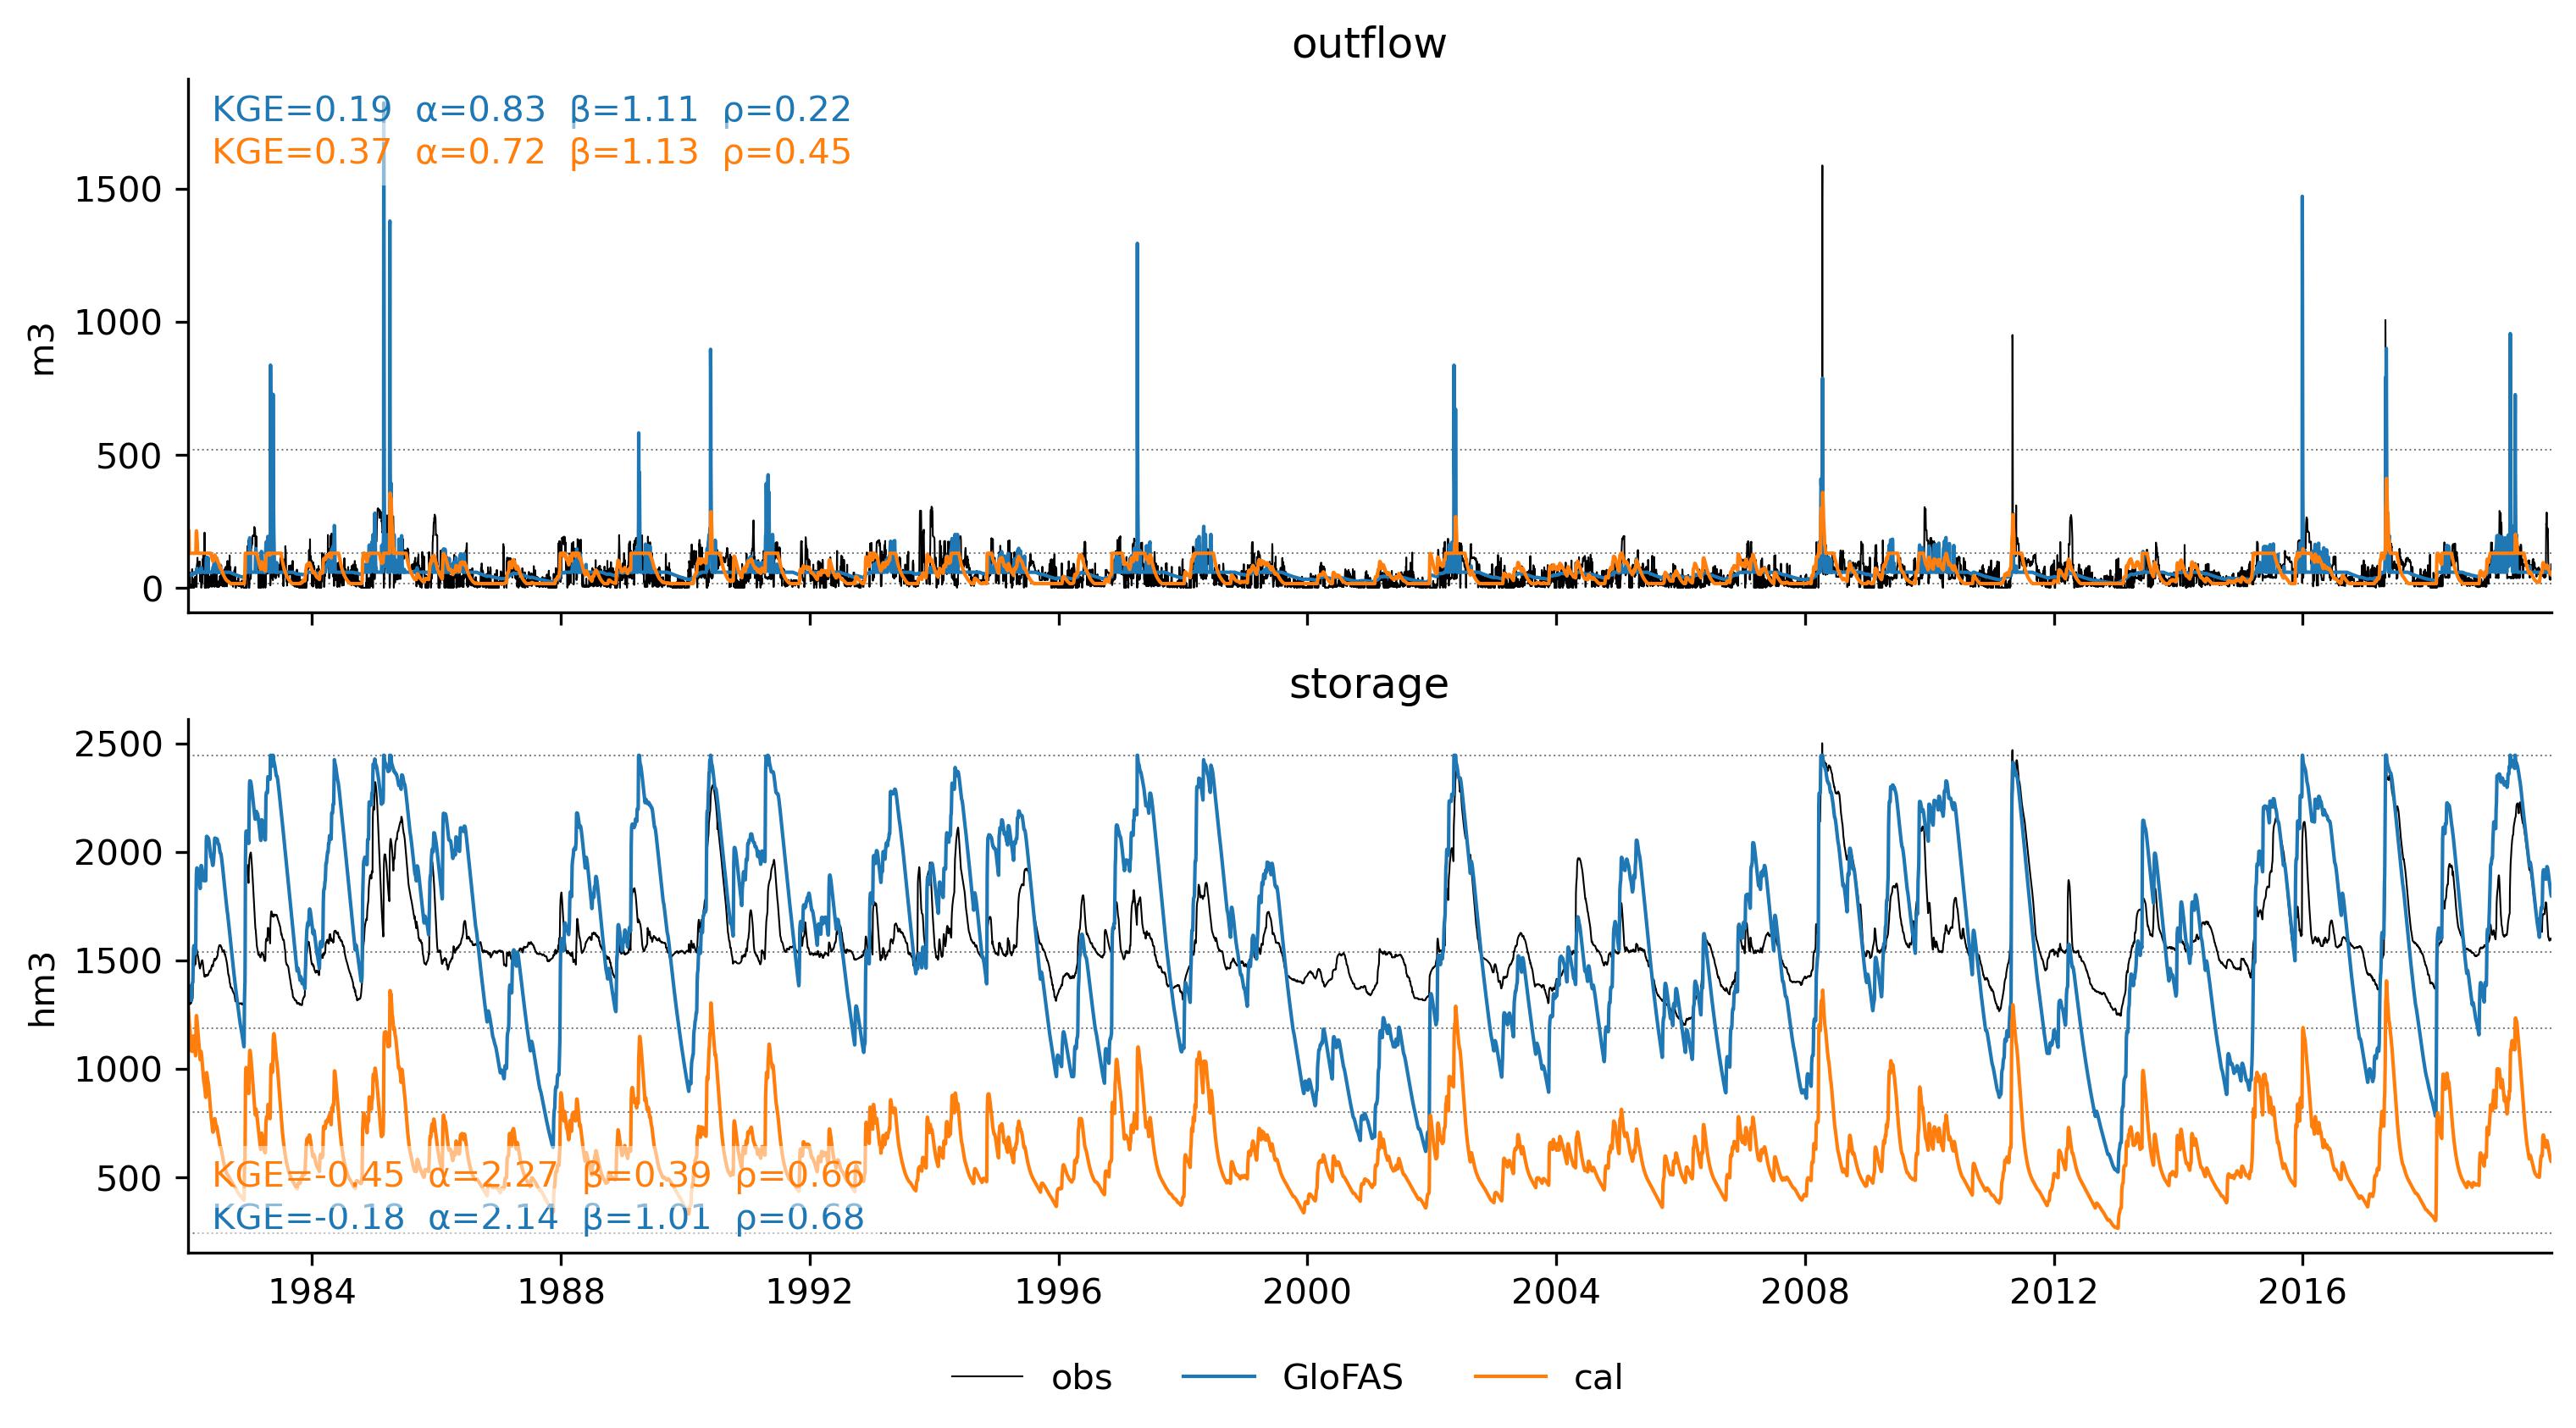 outflow
KGE=0.19 α=0.83 β=1.11 ρ=0.22
KGE=0.37 α=0.72 β=1.13 ρ=0.45
1500
1000
500
0
m3
storage
2500
2000
1500
1000
500
hm3
KGE=-0.45 α=2.27 β=0.39 ρ=0.66
KGE=-0.18 α=2.14 β=1.01 ρ=0.68
1984 1988 1992 1996 2000 2004 2008 2012 2016
obs GloFAS cal